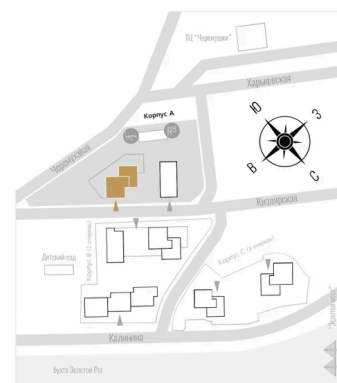 ТЦ "Черемушки"
Харьковская
Корпус А
Ю
З
В
С
Черемуховая
Кизлярская
Детский сад
Корпус В (2 очередь)
Корпус С (3 очередь)
Калинина
бухта Золотой Рог
"Золотой мост"